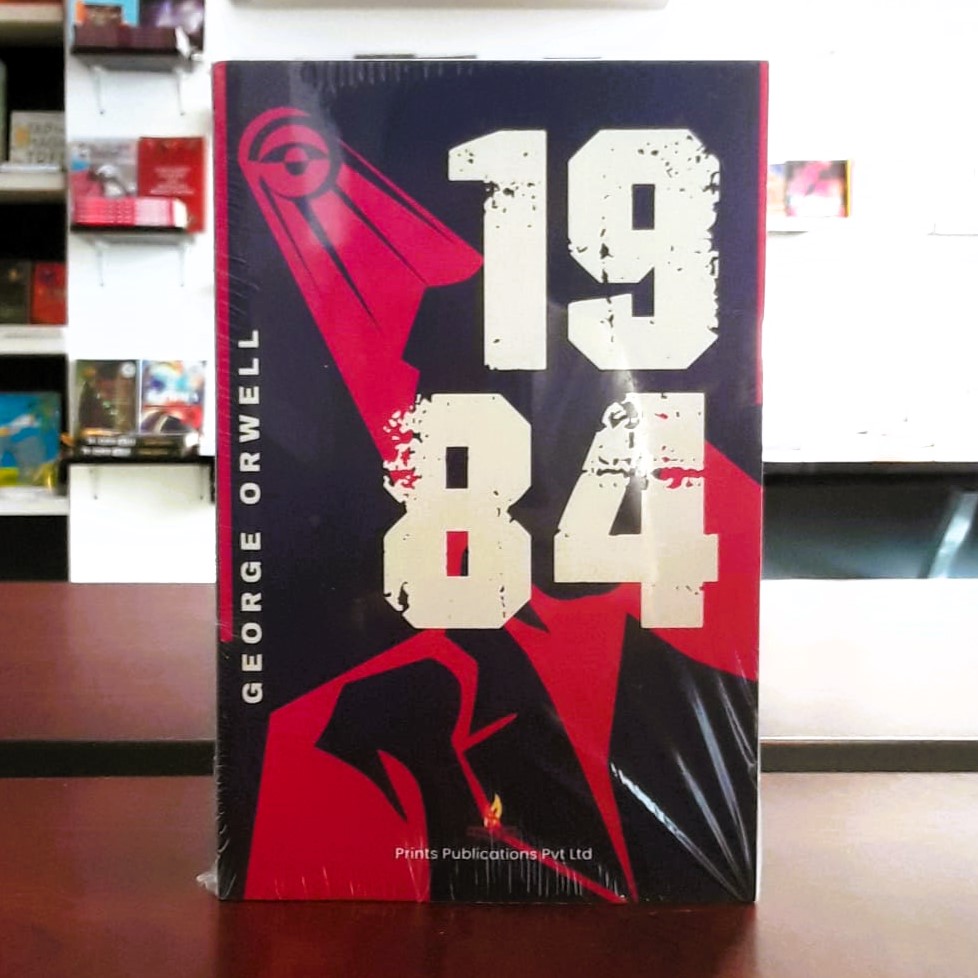 19
84
GEORGE ORWELL
Prints Publications Pvt Ltd